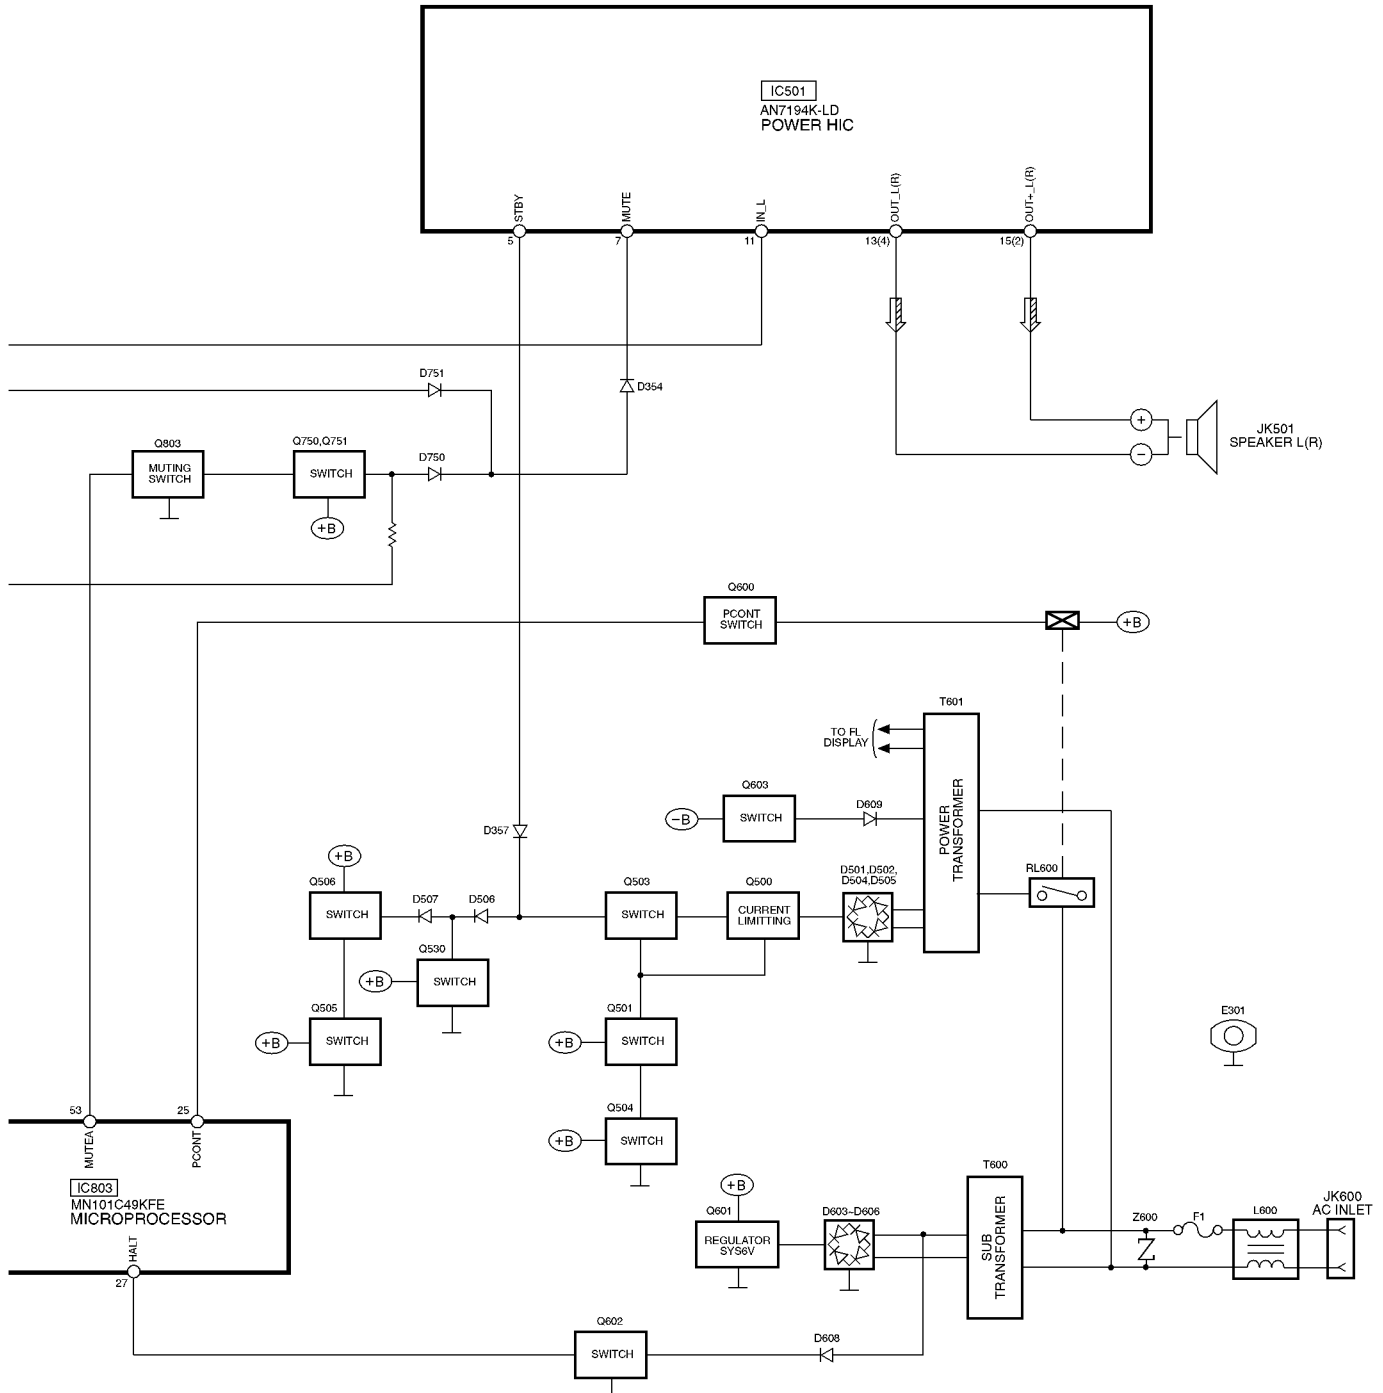 IC501
AN7194K-LD
POWER HIC
STBY
MUTE
IN_L
OUT_L(R)
OUT+_L(R)
5
7
11
13(4)
15(2)
D751
D354
Q803
MUTING
SWITCH
Q750,Q751
SWITCH
D750
+B
+
−
JK501
SPEAKER L(R)
Q600
PCONT
SWITCH
+B
T601
POWER
TRANSFORMER
TO FL
DISPLAY
Q603
SWITCH
−B
D609
D357
RL600
+B
Q506
SWITCH
D507
D506
Q503
SWITCH
Q500
CURRENT
LIMITTING
D501,D502,
D504,D505
Q530
SWITCH
+B
Q505
SWITCH
+B
Q501
SWITCH
+B
Q504
SWITCH
+B
E301
53
25
MUTEA
PCONT
IC803
MN101C49KFE
MICROPROCESSOR
HALT
27
+B
Q601
REGULATOR
SYS6V
D603~D606
T600
SUB
TRANSFORMER
Z600
F1
L600
JK600
AC INLET
Q602
SWITCH
D608